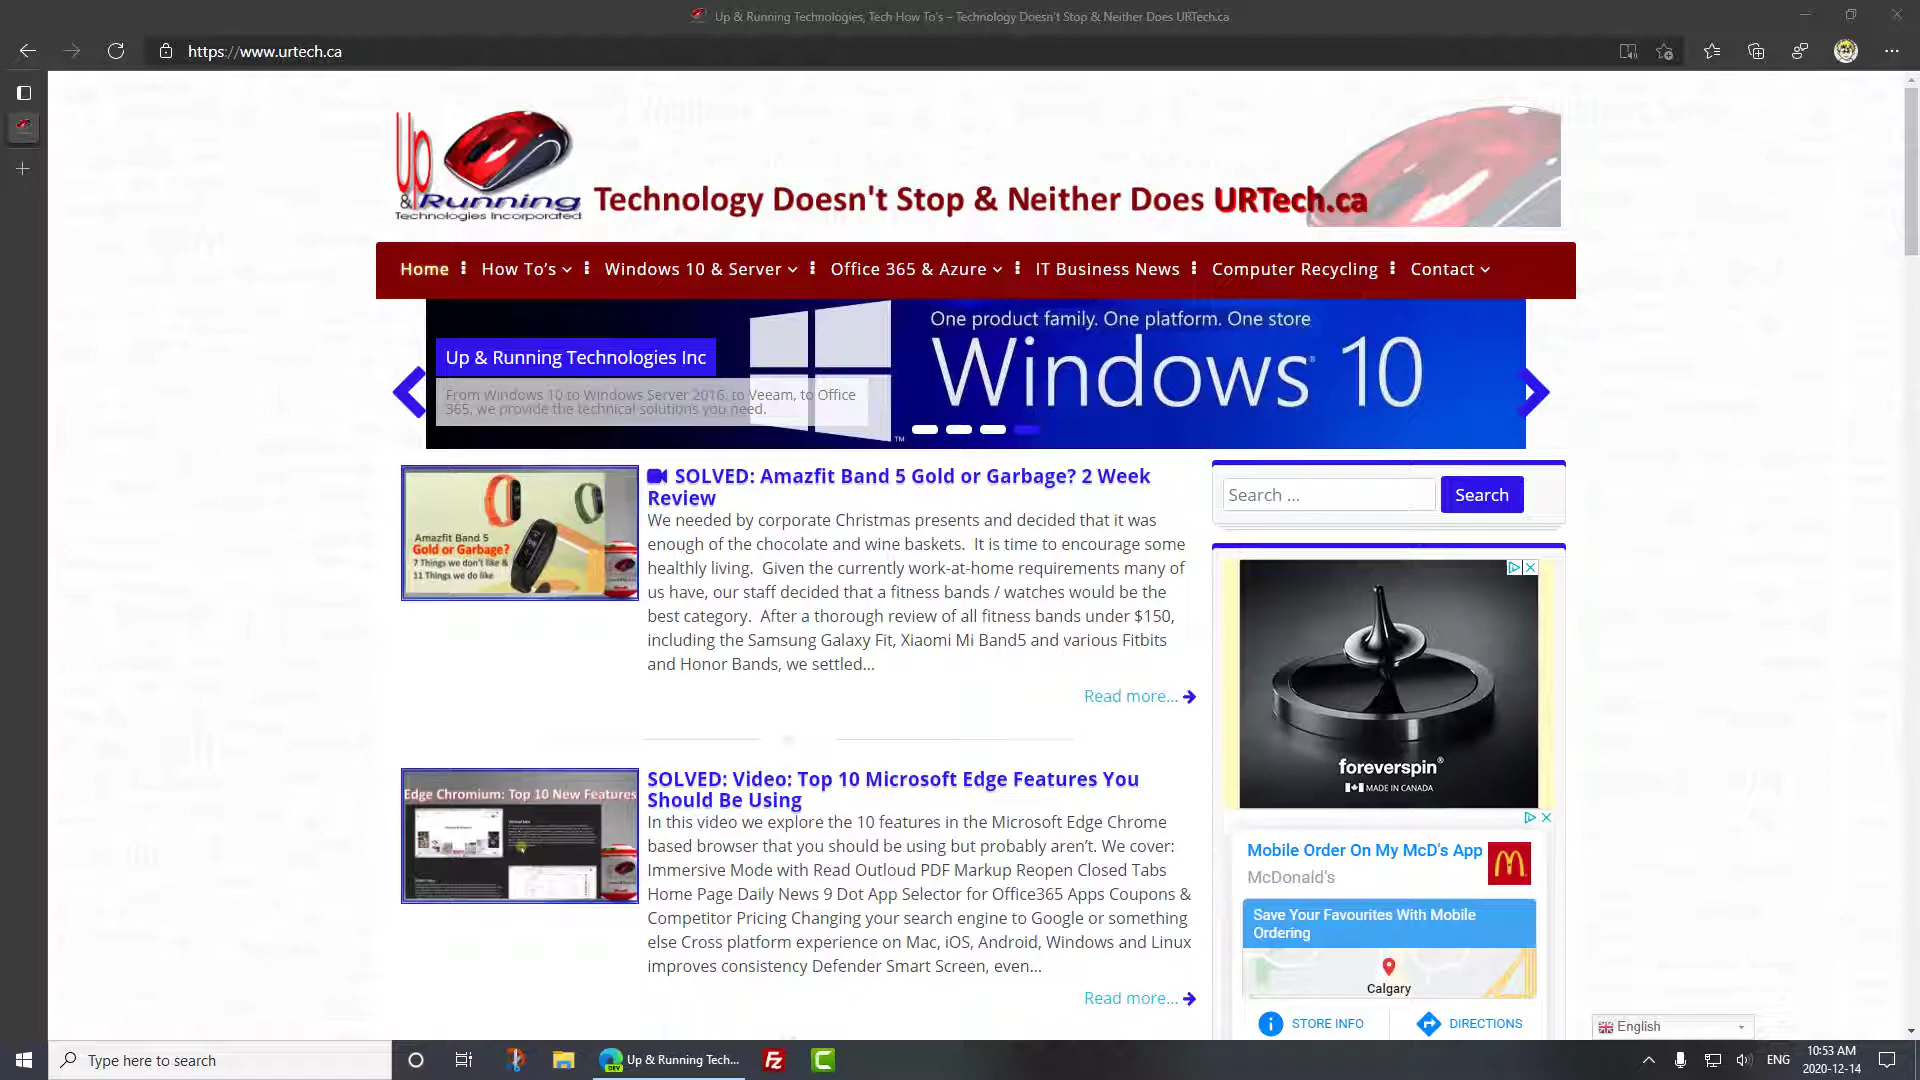 Up & Running Technologies, Tech How To's – Technology Doesn't Stop & Neither Does URTech.ca
https://www.urtech.ca
Up
&Running
Technologies Incorporated
Technology Doesn't Stop & Neither Does URTech.ca
Home
How To's
Windows 10 & Server
Office 365 & Azure
IT Business News
Computer Recycling
Contact
Up & Running Technologies Inc
From Windows 10 to Windows Server 2016, to Veeam, to Office
365, we provide the technical solutions you need.
One product family. One platform. One store
Windows 10
TM
Amazfit Band 5
Gold or Garbage?
7 Things we don't like &
11 Things we do like
SOLVED: Amazfit Band 5 Gold or Garbage? 2 Week
Review
We needed by corporate Christmas presents and decided that it was
enough of the chocolate and wine baskets. It is time to encourage some
healthly living. Given the currently work-at-home requirements many of
us have, our staff decided that a fitness bands / watches would be the
best category. After a thorough review of all fitness bands under $150,
including the Samsung Galaxy Fit, Xiaomi Mi Band5 and various Fitbits
and Honor Bands, we settled...
Read more...
Edge Chromium: Top 10 New Features
SOLVED: Video: Top 10 Microsoft Edge Features You
Should Be Using
In this video we explore the 10 features in the Microsoft Edge Chrome
based browser that you should be using but probably aren't. We cover:
Immersive Mode with Read Outloud PDF Markup Reopen Closed Tabs
Home Page Daily News 9 Dot App Selector for Office365 Apps Coupons &
Competitor Pricing Changing your search engine to Google or something
else Cross platform experience on Mac, iOS, Android, Windows and Linux
improves consistency Defender Smart Screen, even...
Read more...
Search ...
Search
foreverspin
MADE IN CANADA
Mobile Order On My McD's App
McDonald's
Save Your Favourites With Mobile
Ordering
Calgary
STORE INFO
DIRECTIONS
English
Type here to search
DEV
Up & Running Tech...
Fz
C
ENG
10:53 AM
2020-12-14